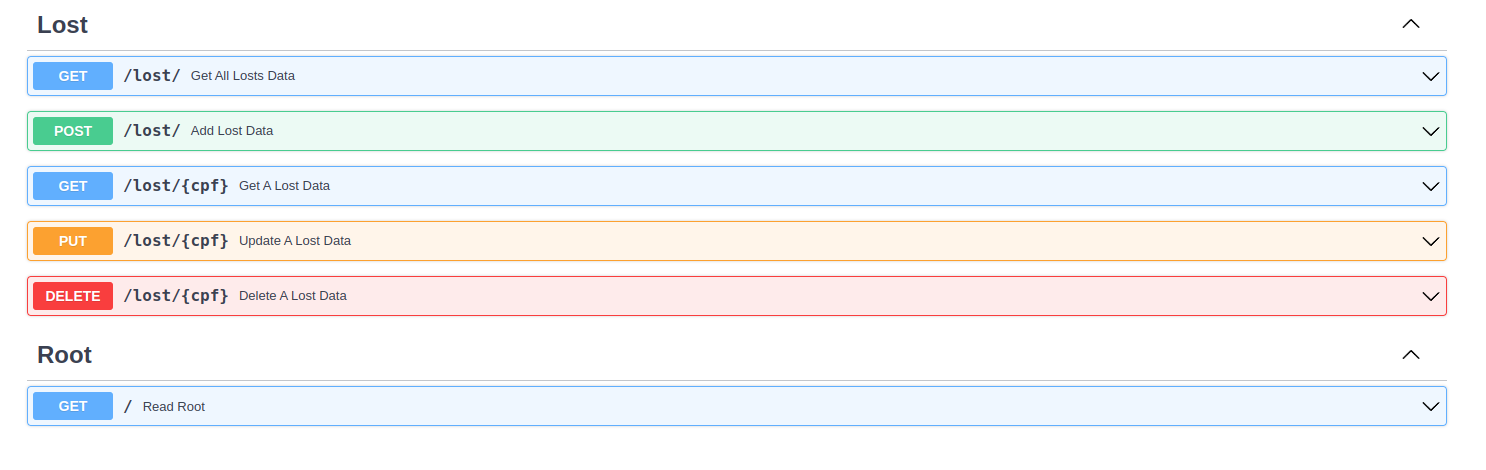 Lost
GET /lost/ Get All Losts Data
POST /lost/ Add Lost Data
GET /lost/{cpf} Get A Lost Data
PUT /lost/{cpf} Update A Lost Data
DELETE /lost/{cpf} Delete A Lost Data
Root
GET / Read Root